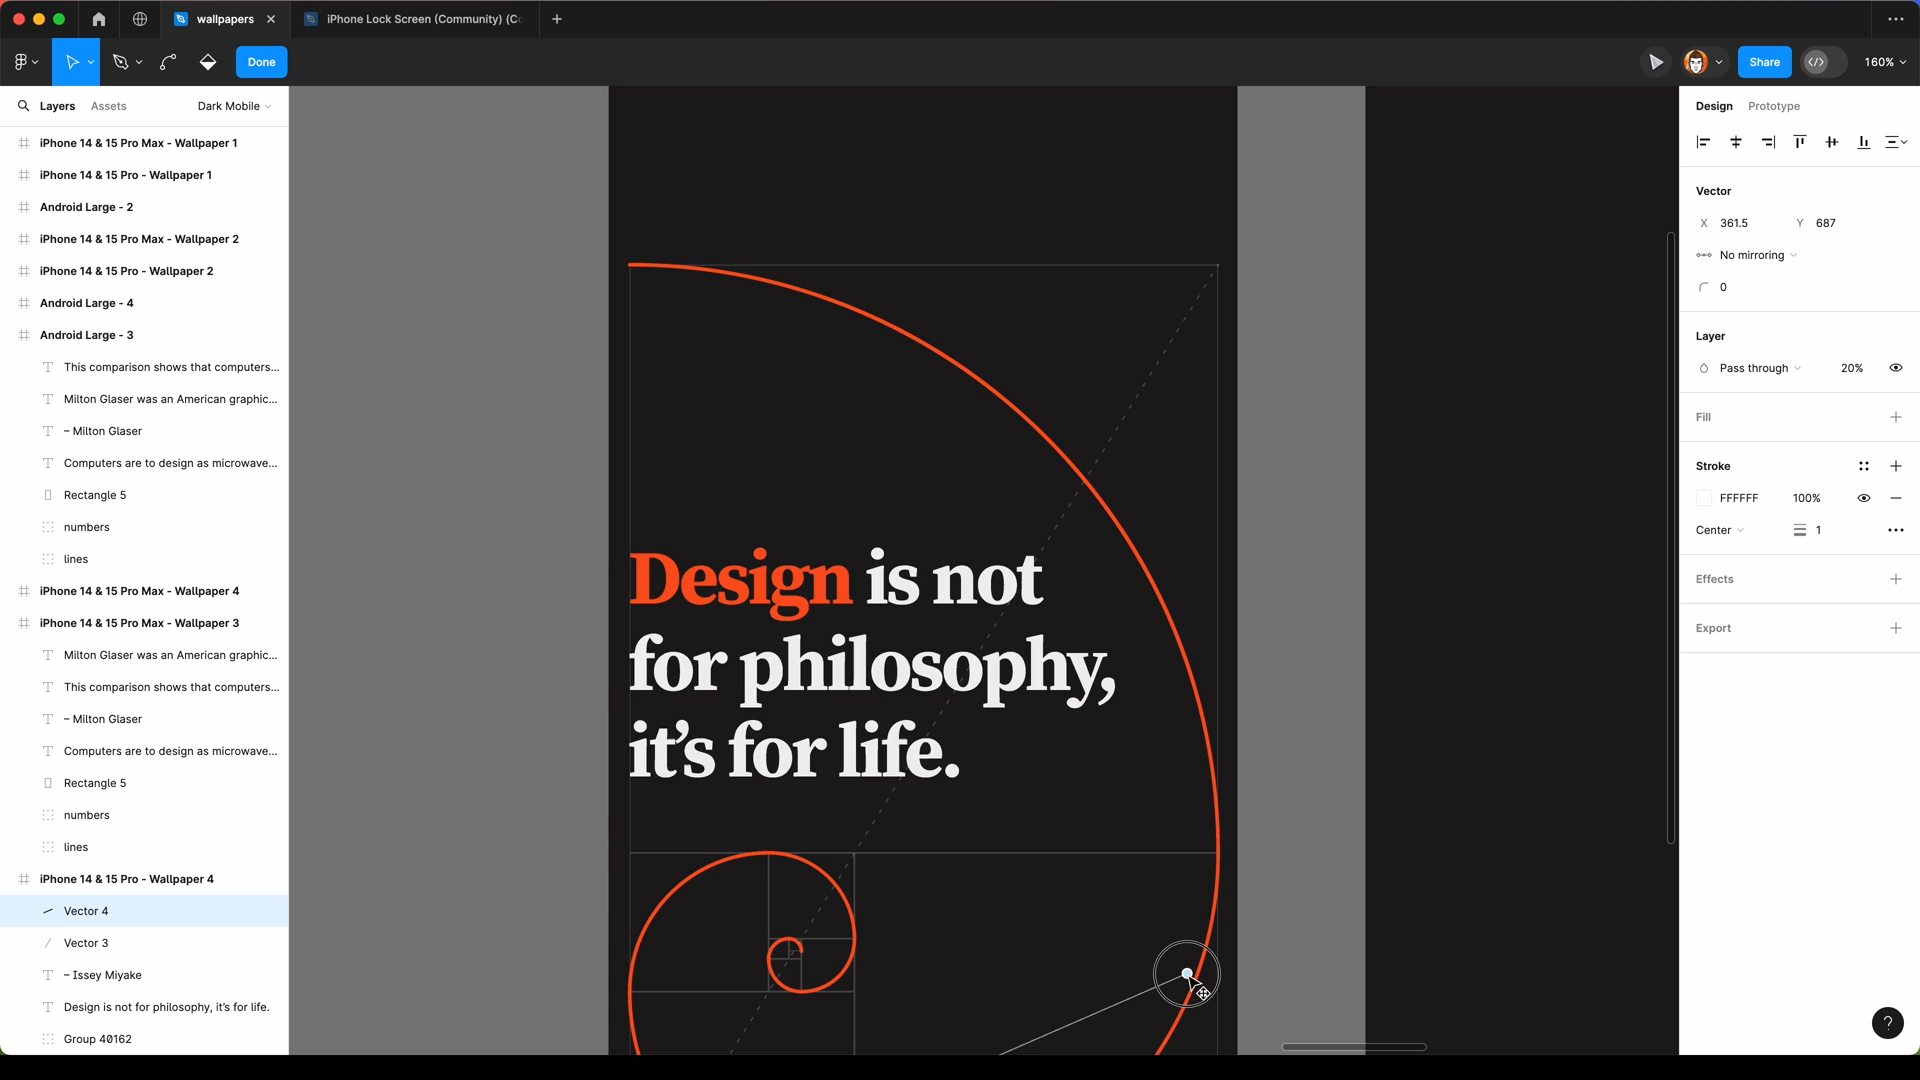 wallpapers
iPhone Lock Screen (Community) (Co
Done
Share
160%
Layers
Assets
Dark Mobile
iPhone 14 & 15 Pro Max - Wallpaper 1
iPhone 14 & 15 Pro - Wallpaper 1
Android Large - 2
iPhone 14 & 15 Pro Max - Wallpaper 2
iPhone 14 & 15 Pro - Wallpaper 2
Android Large - 4
Android Large - 3
This comparison shows that computers...
Milton Glaser was an American graphic...
– Milton Glaser
Computers are to design as microwave...
Rectangle 5
numbers
lines
iPhone 14 & 15 Pro Max - Wallpaper 4
iPhone 14 & 15 Pro Max - Wallpaper 3
Milton Glaser was an American graphic...
This comparison shows that computers...
– Milton Glaser
Computers are to design as microwave...
Rectangle 5
numbers
lines
iPhone 14 & 15 Pro - Wallpaper 4
Vector 4
Vector 3
– Issey Miyake
Design is not for philosophy, it's for life.
Group 40162
Design is not
for philosophy,
it’s for life.
Design
Prototype
Vector
X 361.5 Y 687
No mirroring
0
Layer
Pass through 20%
Fill
Stroke
FFFFFF 100%
Center 1
Effects
Export
?